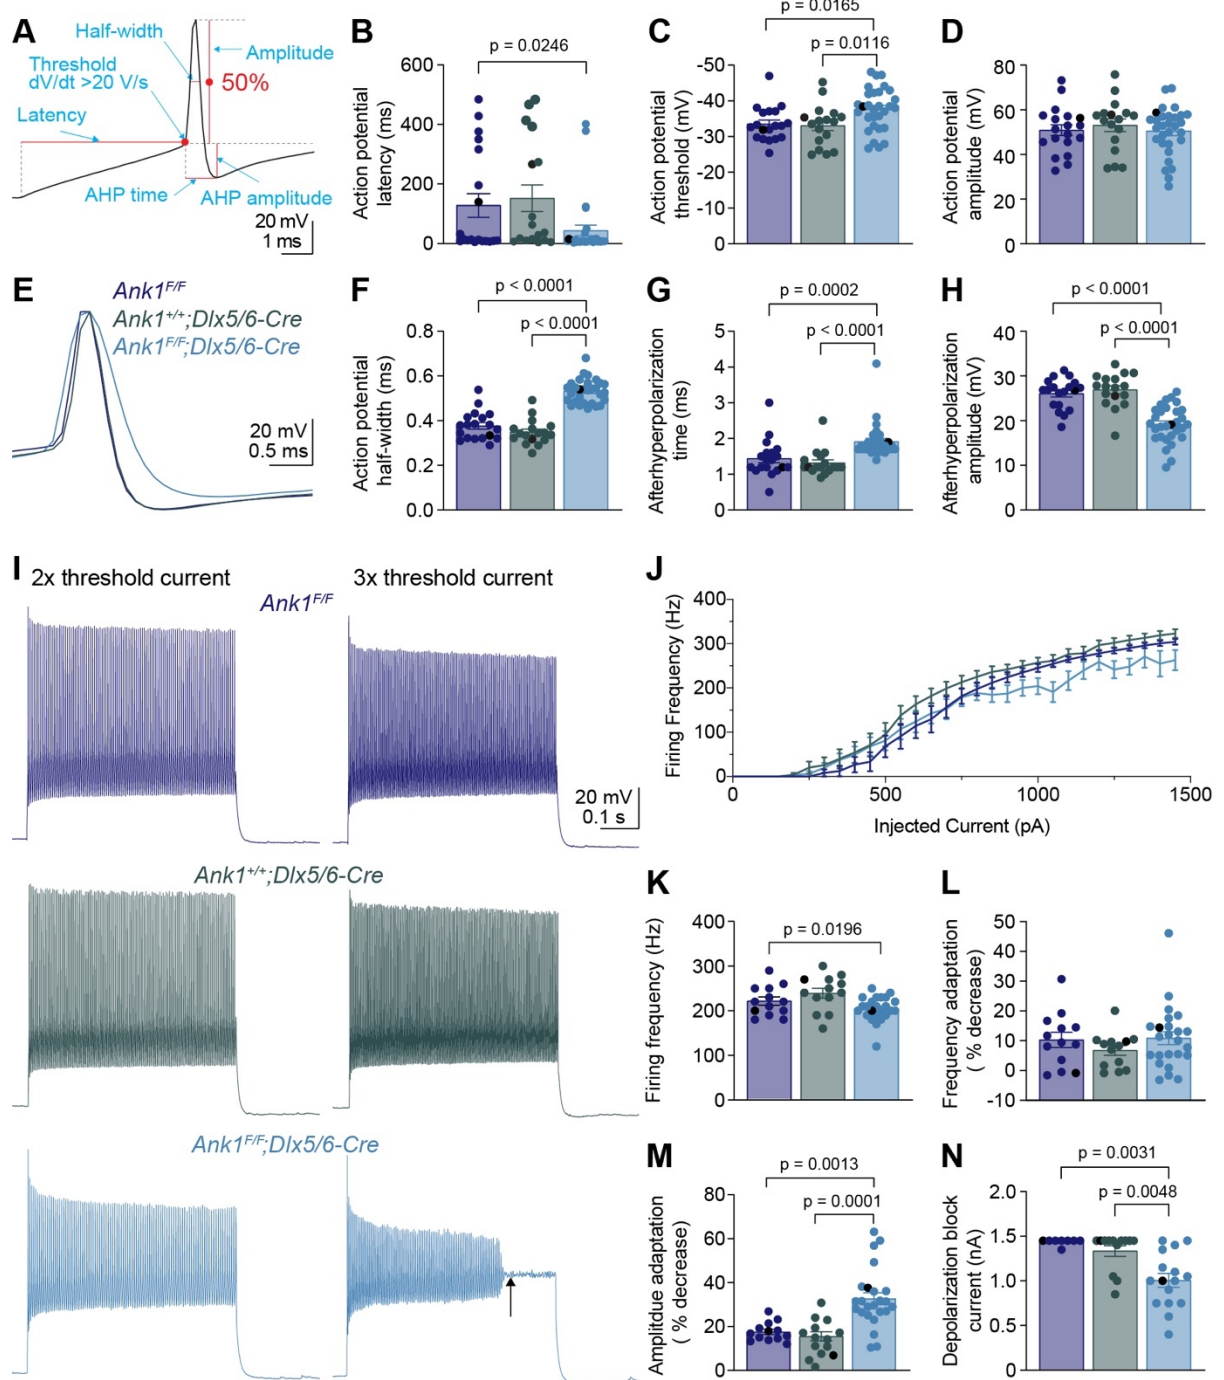 A
Half-width
Amplitude
Threshold
dV/dt >20 V/s
50%
Latency
AHP time
AHP amplitude
20 mV
1 ms
B
p = 0.0246
Action potential
latency (ms)
600
400
200
0
C
p = 0.0165
p = 0.0116
Action potential
threshold (mV)
-50
-40
-30
-20
-10
0
D
Action potential
amplitude (mV)
80
60
40
20
0
E
Ank1F/F
Ank1+/+;Dlx5/6-Cre
Ank1F/F;Dlx5/6-Cre
20 mV
0.5 ms
F
p < 0.0001
p < 0.0001
Action potential
half-width (ms)
0.8
0.6
0.4
0.2
0.0
G
p = 0.0002
p < 0.0001
Afterhyperpolarization
time (ms)
5
4
3
2
1
0
H
p < 0.0001
p < 0.0001
Afterhyperpolarization
amplitude (mV)
40
30
20
10
0
I
2x threshold current
3x threshold current
Ank1F/F
20 mV
0.1 s
Ank1+/+;Dlx5/6-Cre
Ank1F/F;Dlx5/6-Cre
J
Firing Frequency (Hz)
400
300
200
100
0
0
500
1000
1500
Injected Current (pA)
K
p = 0.0196
Firing frequency (Hz)
400
300
200
100
0
L
Frequency adaptation
( % decrease)
50
40
30
20
10
0
-10
M
p = 0.0013
p = 0.0001
Amplitdue adaptation
( % decrease)
80
60
40
20
0
N
p = 0.0031
p = 0.0048
Depolarization block
current (nA)
2.0
1.5
1.0
0.5
0